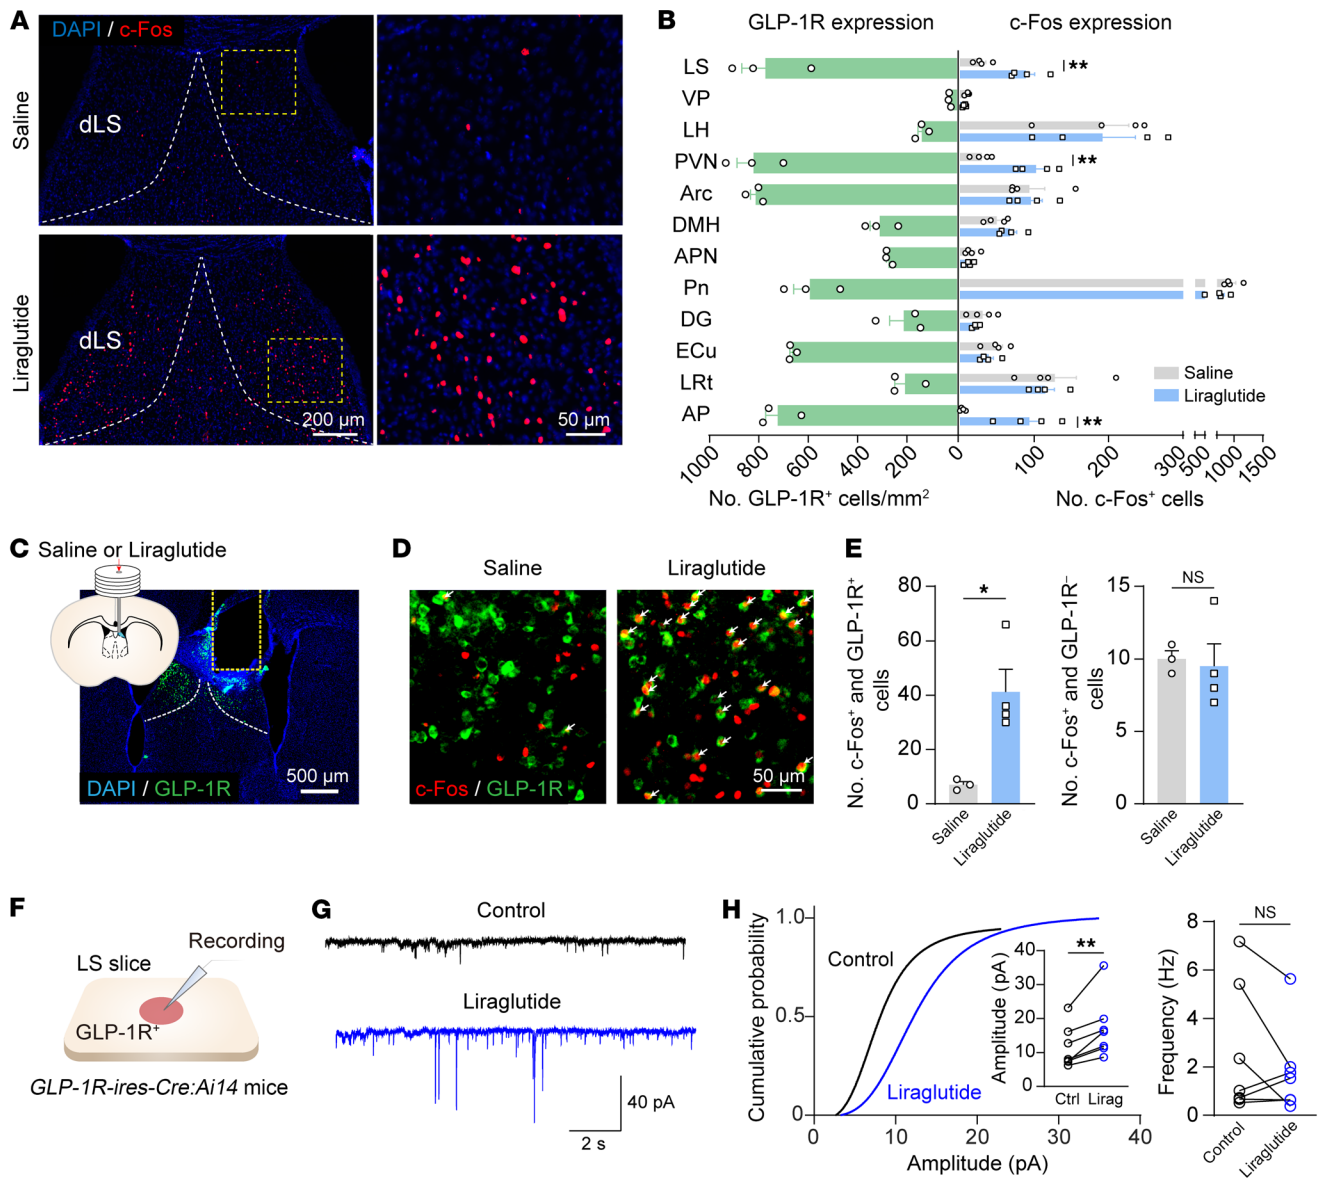 A
DAPI / c-Fos
Saline
dLS
Liraglutide
dLS
200 µm
50 µm
B
GLP-1R expression
c-Fos expression
LS
**
VP
LH
PVN
**
Arc
DMH
APN
Pn
DG
ECu
LRt
AP
**
Saline
Liraglutide
1000
800
600
400
200
0
100
200
300
500
1000
1500
No. GLP-1R⁺ cells/mm²
No. c-Fos⁺ cells
C
Saline or Liraglutide
DAPI / GLP-1R
500 µm
D
Saline
Liraglutide
c-Fos / GLP-1R
50 µm
E
No. c-Fos⁺ and GLP-1R⁺
cells
80
60
40
20
0
*
Saline
Liraglutide
No. c-Fos⁺ and GLP-1R⁻
cells
15
10
5
0
NS
Saline
Liraglutide
F
Recording
LS slice
GLP-1R⁺
GLP-1R-ires-Cre:Ai14 mice
G
Control
Liraglutide
40 pA
2 s
H
Cumulative probability
1.0
0.5
0
Control
Liraglutide
0
10
20
30
40
Amplitude (pA)
Amplitude (pA)
40
30
20
10
0
**
Ctrl
Lirag
Frequency (Hz)
8
6
4
2
0
NS
Control
Liraglutide